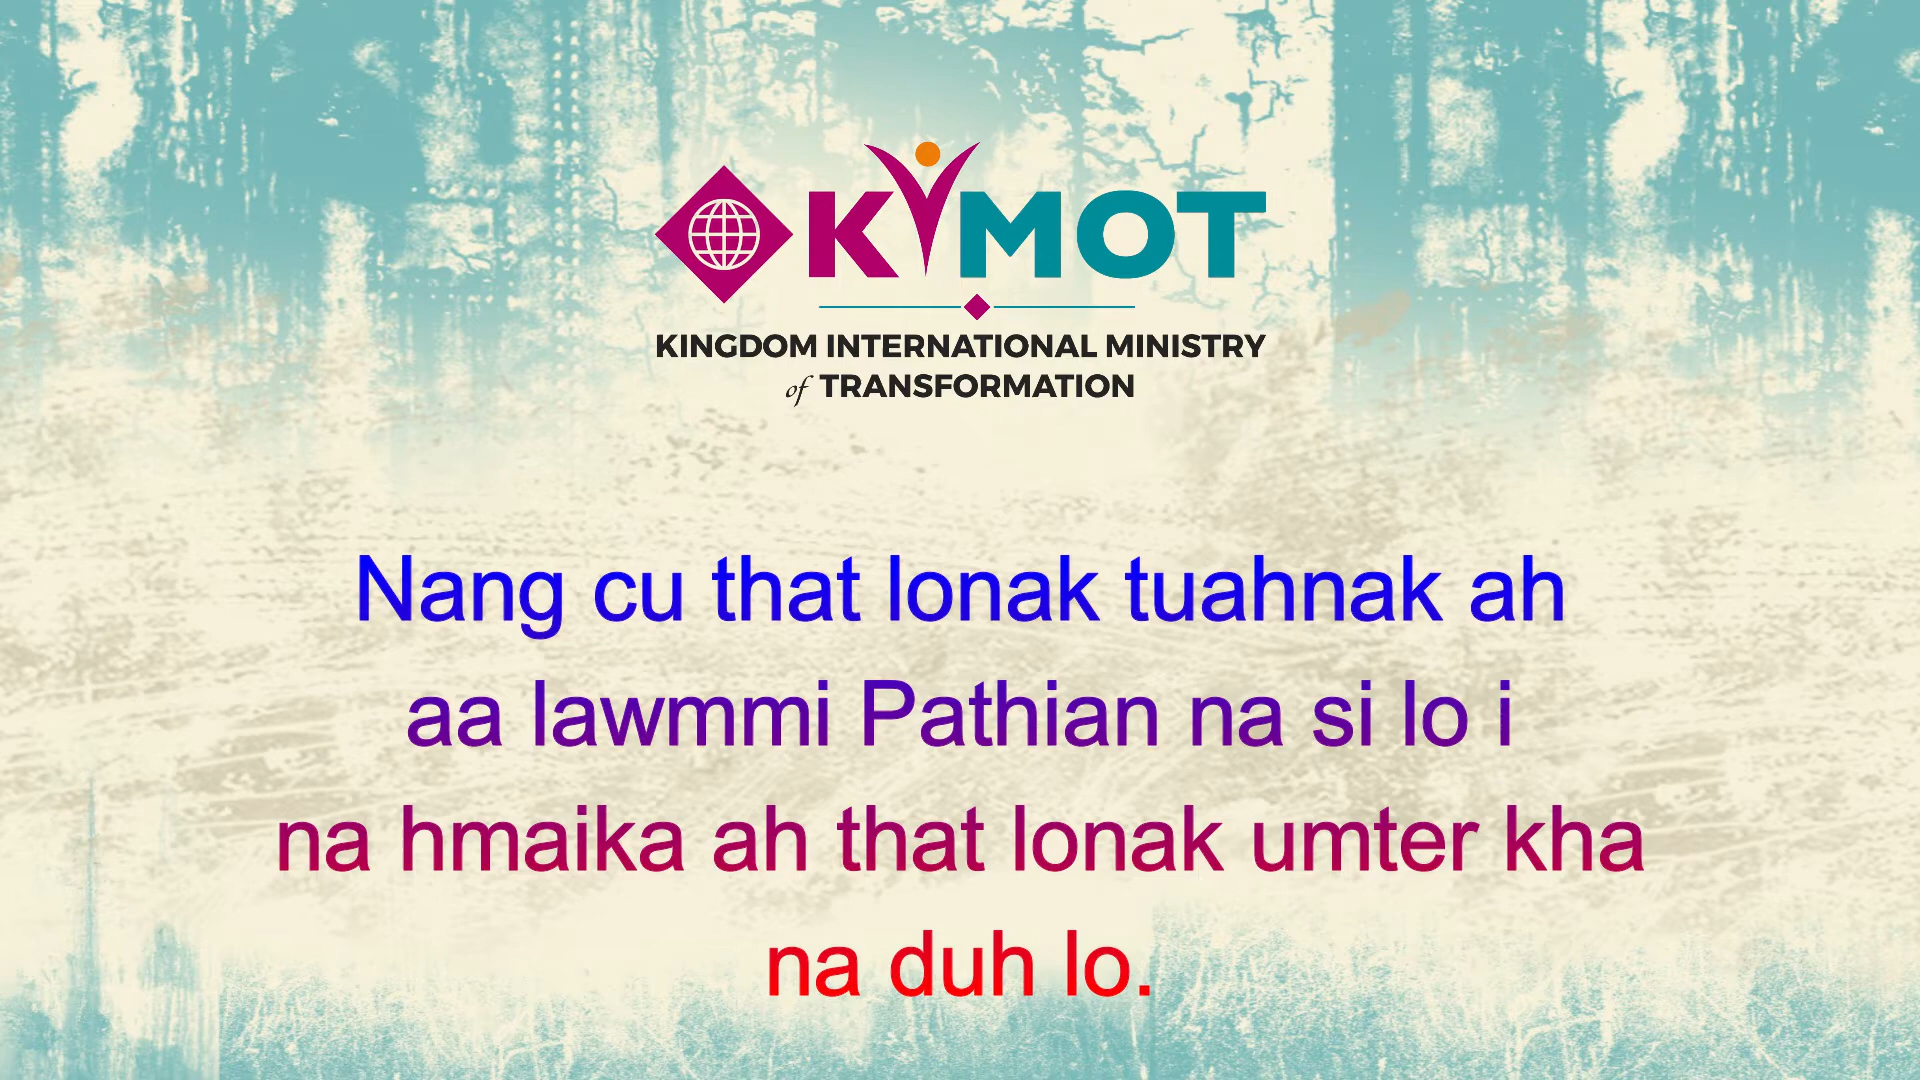 KIMOT
KINGDOM INTERNATIONAL MINISTRY
of TRANSFORMATION
Nang cu that lonak tuahnak ah
aa lawmmi Pathian na si lo i
na hmaika ah that lonak umter kha
na duh lo.